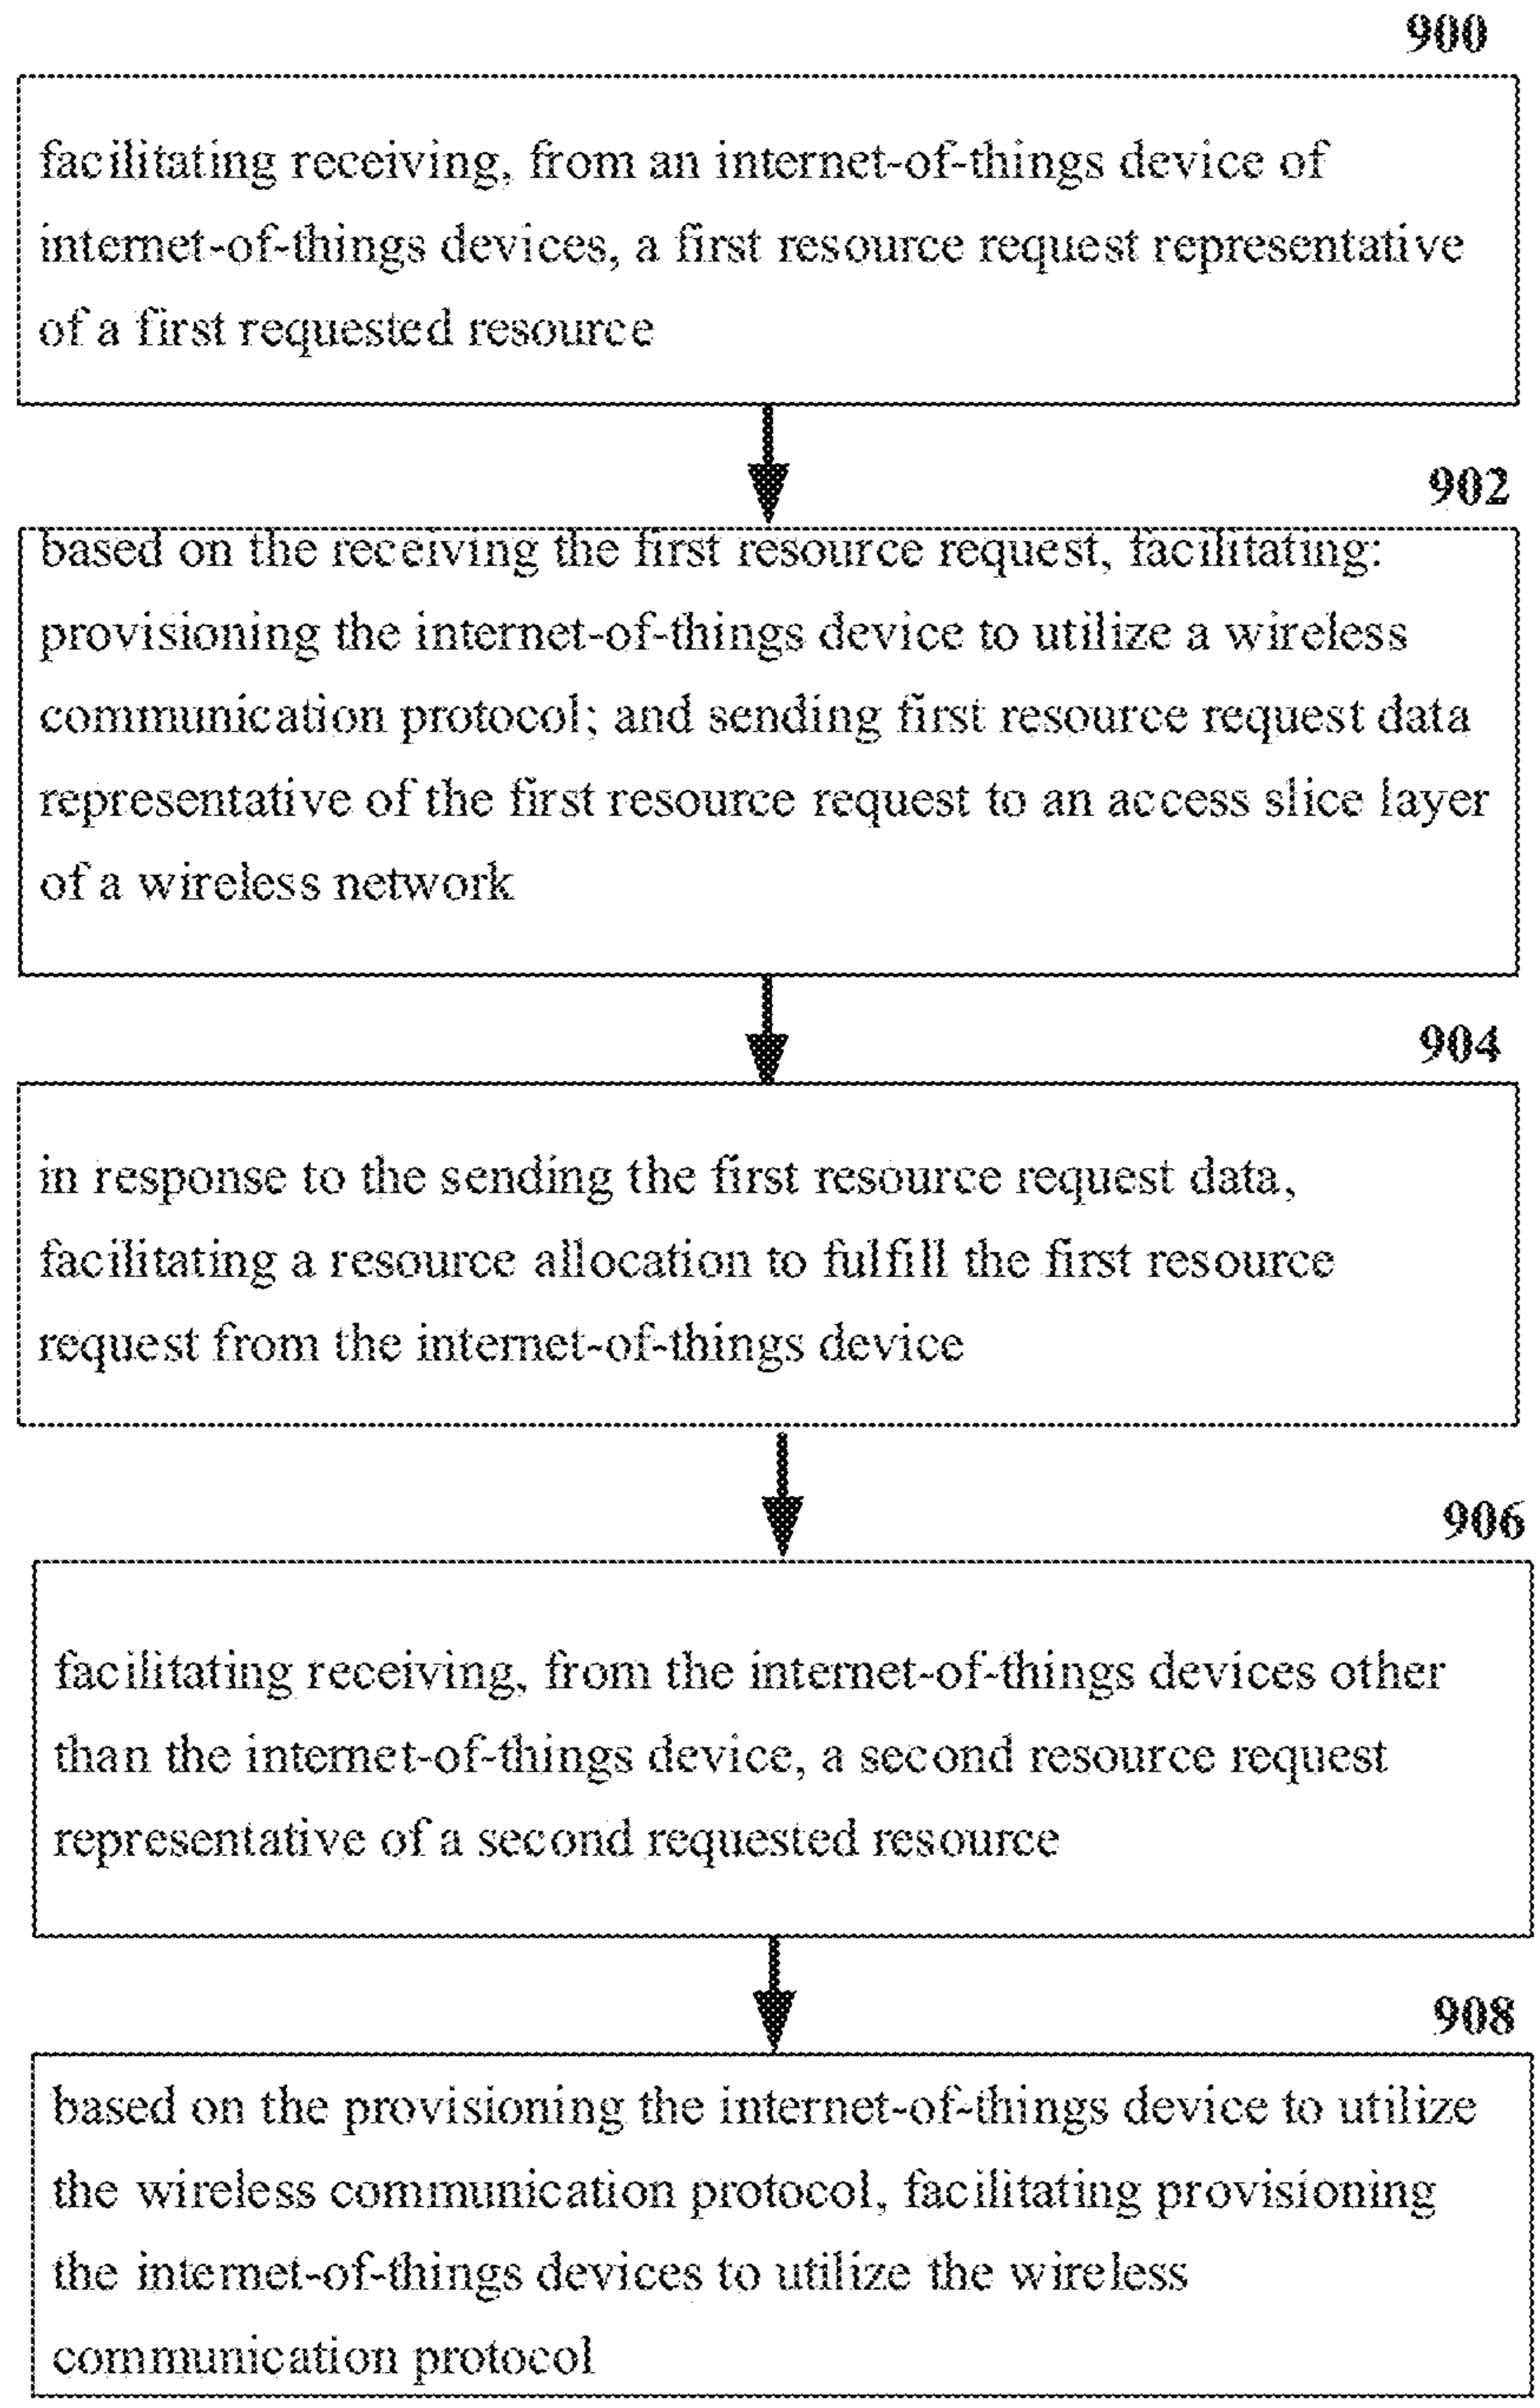 900
facilitating receiving, from an internet-of-things device of
internet-of-things devices, a first resource request representative
of a first requested resource
902
based on the receiving the first resource request, facilitating:
provisioning the internet-of-things device to utilize a wireless
communication protocol; and sending first resource request data
representative of the first resource request to an access slice layer
of a wireless network
904
in response to the sending the first resource request data,
facilitating a resource allocation to fulfill the first resource
request from the internet-of-things device
906
facilitating receiving, from the internet-of-things devices other
than the internet-of-things device, a second resource request
representative of a second requested resource
908
based on the provisioning the internet-of-things device to utilize
the wireless communication protocol, facilitating provisioning
the internet-of-things devices to utilize the wireless
communication protocol